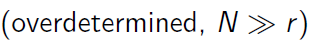 (overdetermined, N ≫ r)